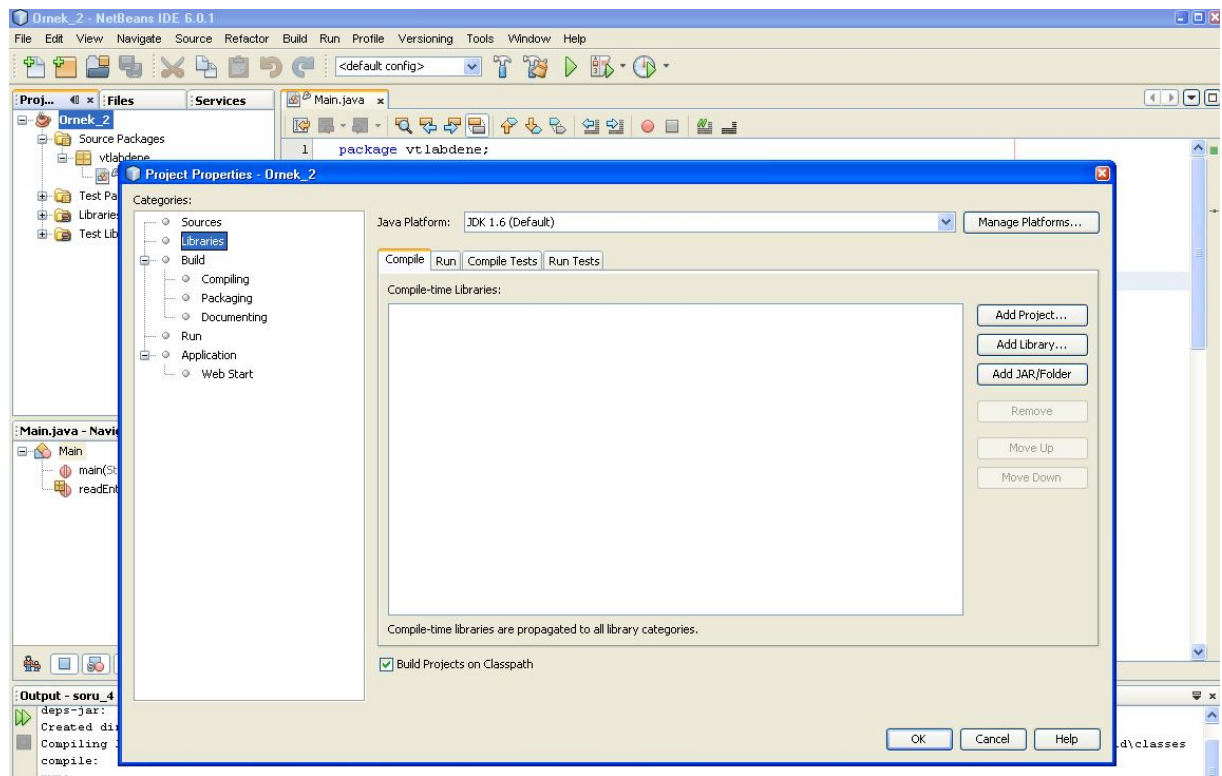 Ornek_2 - NetBeans IDE 6.0.1
File Edit View Navigate Source Refactor Build Run Profile Versioning Tools Window Help
<default config>
Proj... Files Services
Main.java
Ornek_2
Source Packages
vtlabdene
Test Pa
Libraries
Test Lib
1 package vtlabdene;
Project Properties - Ornek_2
Categories:
Sources
Libraries
Build
Compiling
Packaging
Documenting
Run
Application
Web Start
Java Platform: JDK 1.6 (Default) Manage Platforms...
Compile Run Compile Tests Run Tests
Compile-time Libraries:
Add Project...
Add Library...
Add JAR/Folder
Remove
Move Up
Move Down
Compile-time libraries are propagated to all library categories.
Build Projects on Classpath
OK Cancel Help
Main.java - Navi
Main
main(St
readEnt
Output - soru_4
deps-jar:
Created di
Compiling d\classes
compile: